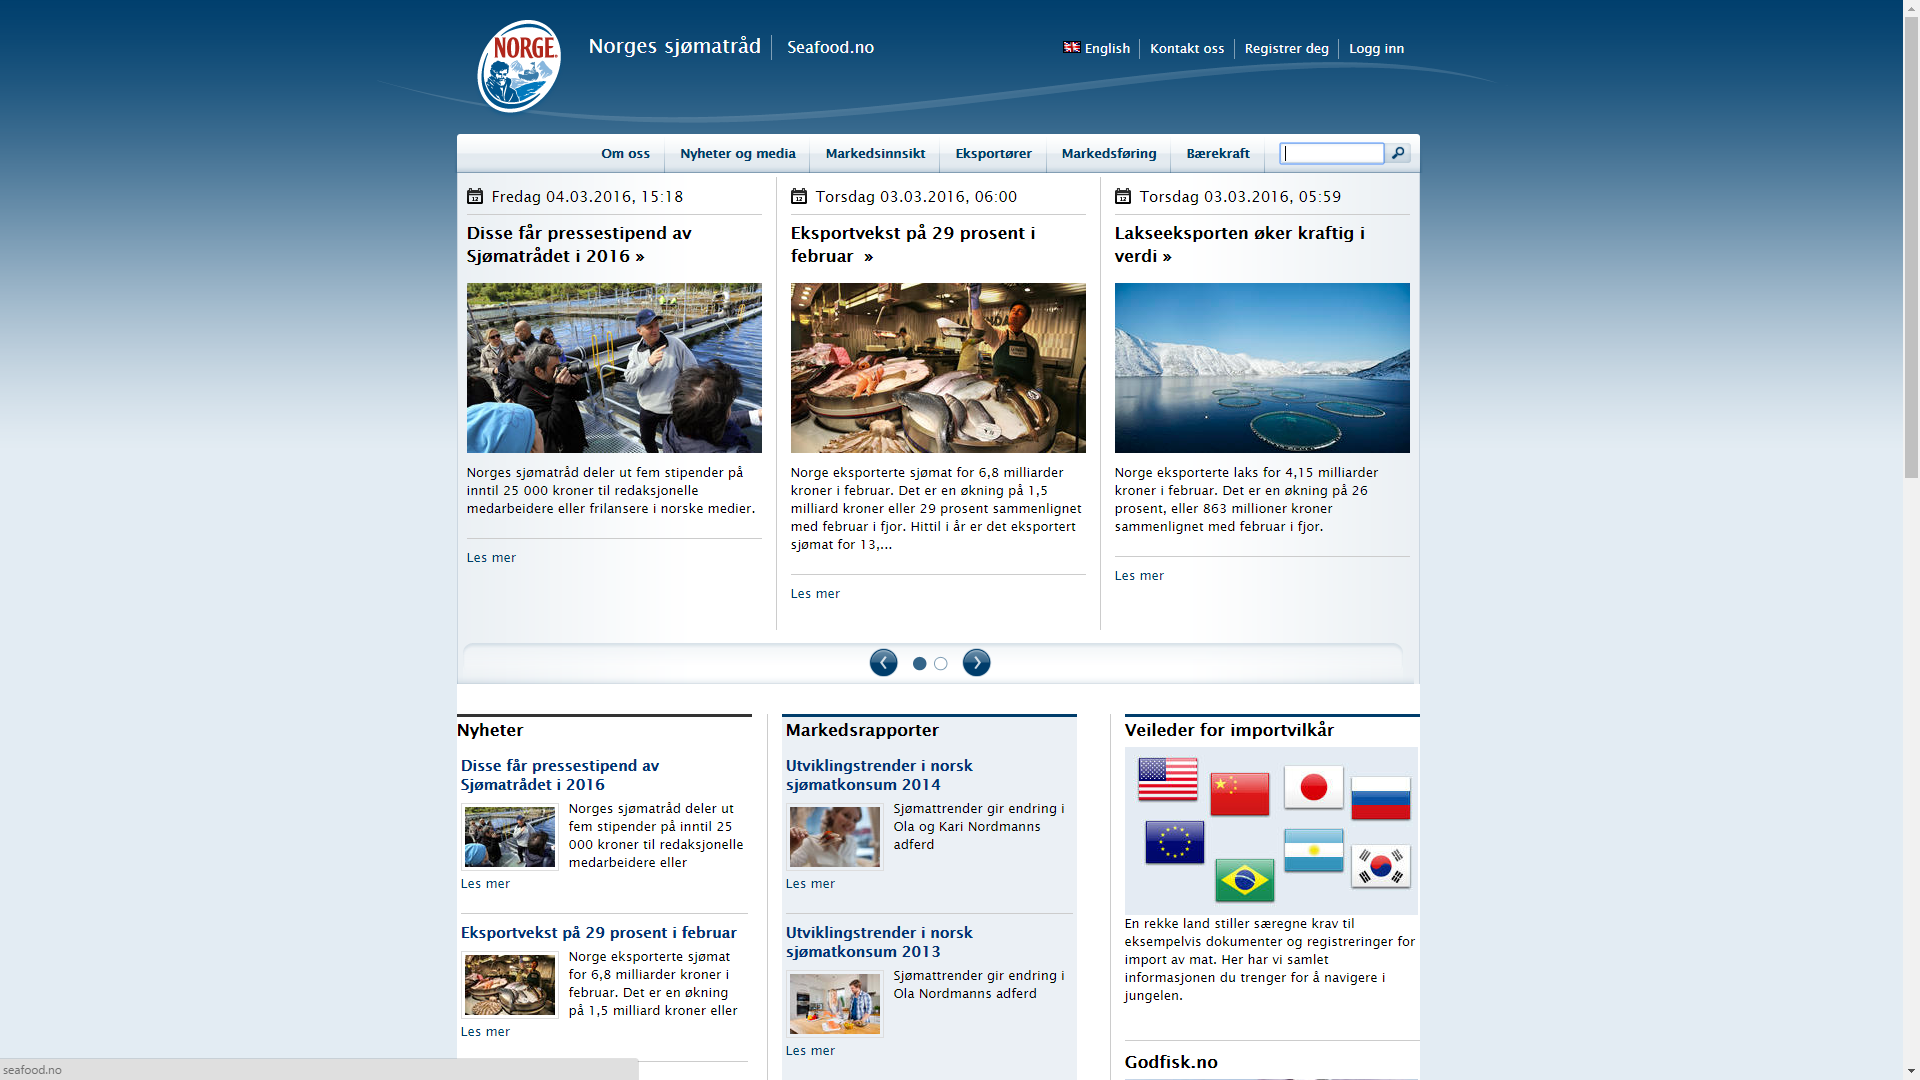 NORGE
Norges sjømatråd
Seafood.no
English
Kontakt oss
Registrer deg
Logg inn
Om oss
Nyheter og media
Markedsinnsikt
Eksportører
Markedsføring
Bærekraft
Fredag 04.03.2016, 15:18
Disse får pressestipend av
Sjømatrådet i 2016 »
Norges sjømatråd deler ut fem stipender på
inntil 25 000 kroner til redaksjonelle
medarbeidere eller frilansere i norske medier.
Les mer
Torsdag 03.03.2016, 06:00
Eksportvekst på 29 prosent i
februar »
Norge eksporterte sjømat for 6,8 milliarder
kroner i februar. Det er en økning på 1,5
milliard kroner eller 29 prosent sammenlignet
med februar i fjor. Hittil i år er det eksportert
sjømat for 13,...
Les mer
Torsdag 03.03.2016, 05:59
Lakseeksporten øker kraftig i
verdi »
Norge eksporterte laks for 4,15 milliarder
kroner i februar. Det er en økning på 26
prosent, eller 863 millioner kroner
sammenlignet med februar i fjor.
Les mer
Nyheter
Disse får pressestipend av
Sjømatrådet i 2016
Norges sjømatråd deler ut
fem stipender på inntil 25
000 kroner til redaksjonelle
medarbeidere eller
Les mer
Eksportvekst på 29 prosent i februar
Norge eksporterte sjømat
for 6,8 milliarder kroner i
februar. Det er en økning
på 1,5 milliard kroner eller
Les mer
Markedsrapporter
Utviklingstrender i norsk
sjømatkonsum 2014
Sjømattrender gir endring i
Ola og Kari Nordmanns
adferd
Les mer
Utviklingstrender i norsk
sjømatkonsum 2013
Sjømattrender gir endring i
Ola Nordmanns adferd
Les mer
Veileder for importvilkår
En rekke land stiller særegne krav til
eksempelvis dokumenter og registreringer for
import av mat. Her har vi samlet
informasjonen du trenger for å navigere i
jungelen.
Godfisk.no
seafood.no